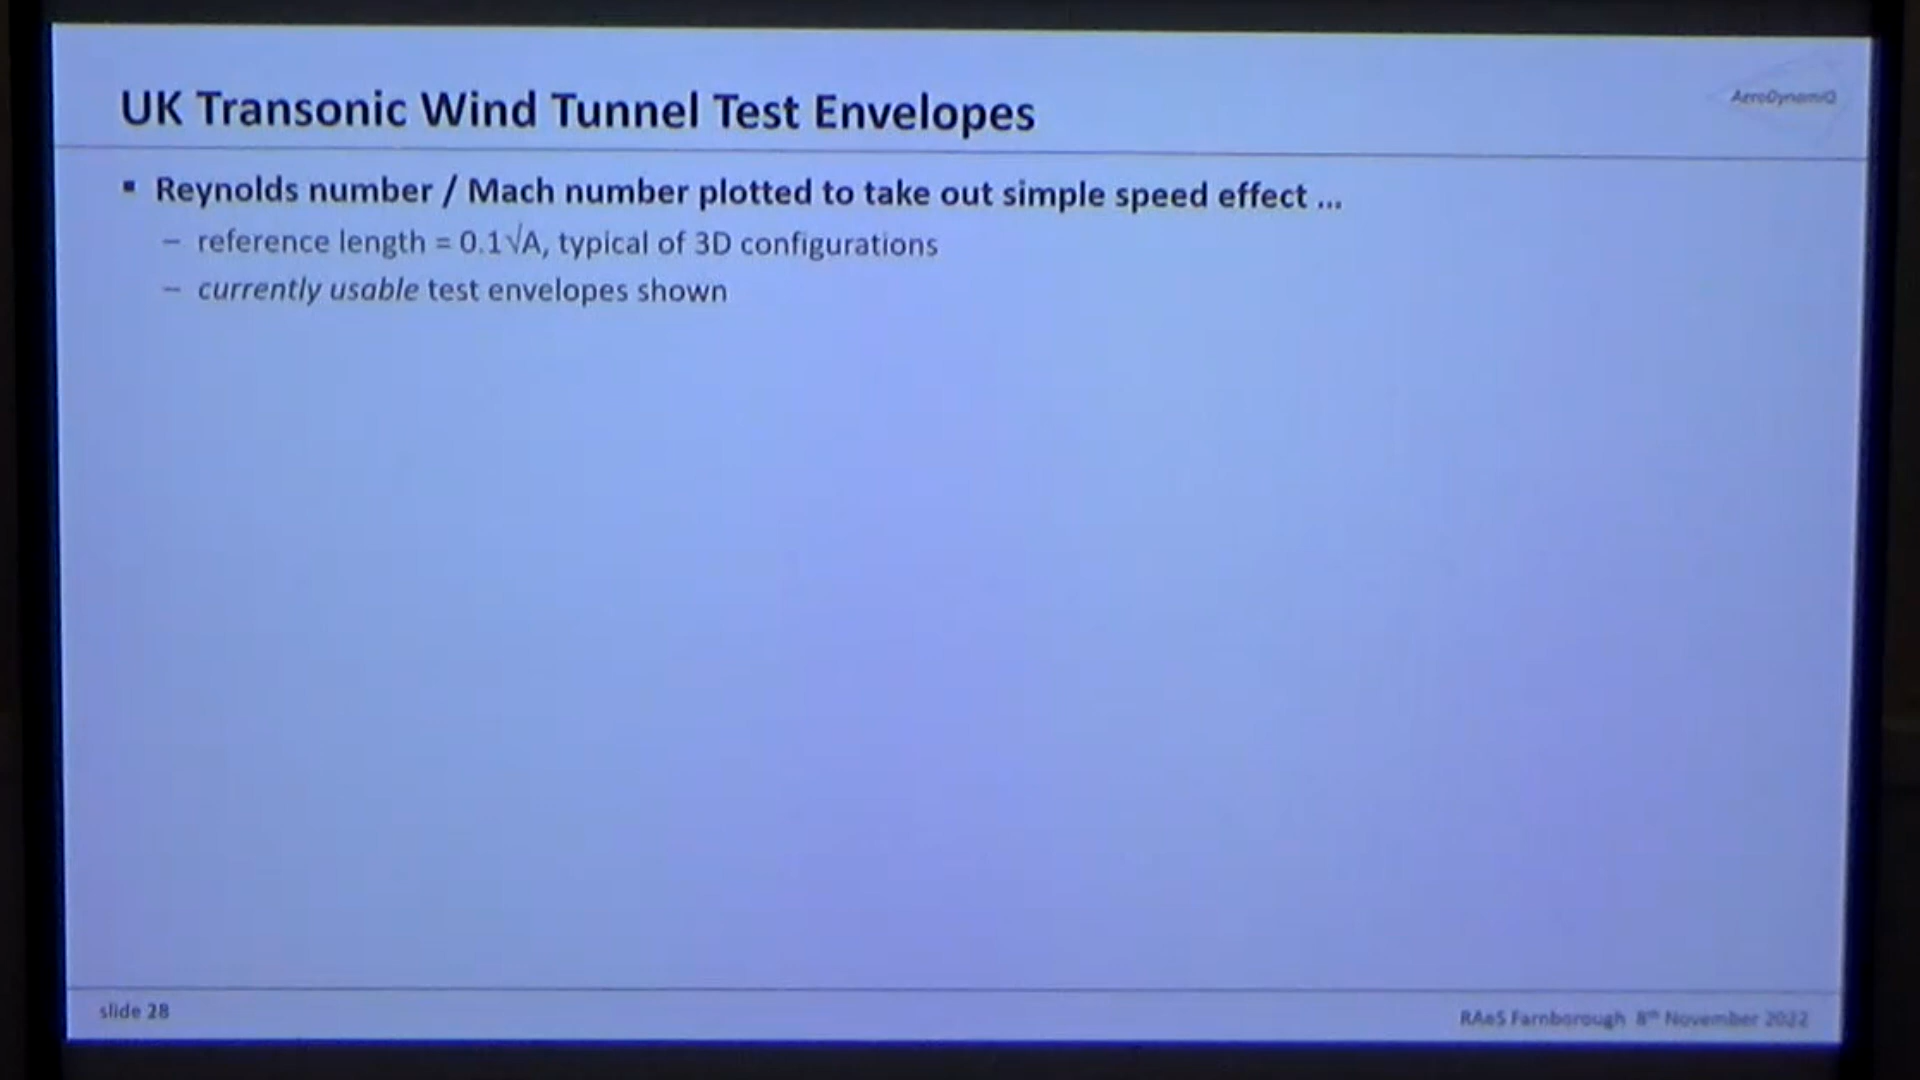 UK Transonic Wind Tunnel Test Envelopes
AeroDynamiQ
▪ Reynolds number / Mach number plotted to take out simple speed effect ...
– reference length = 0.1√A, typical of 3D configurations
– currently usable test envelopes shown
slide 28
RAeS Farnborough 8th November 2022